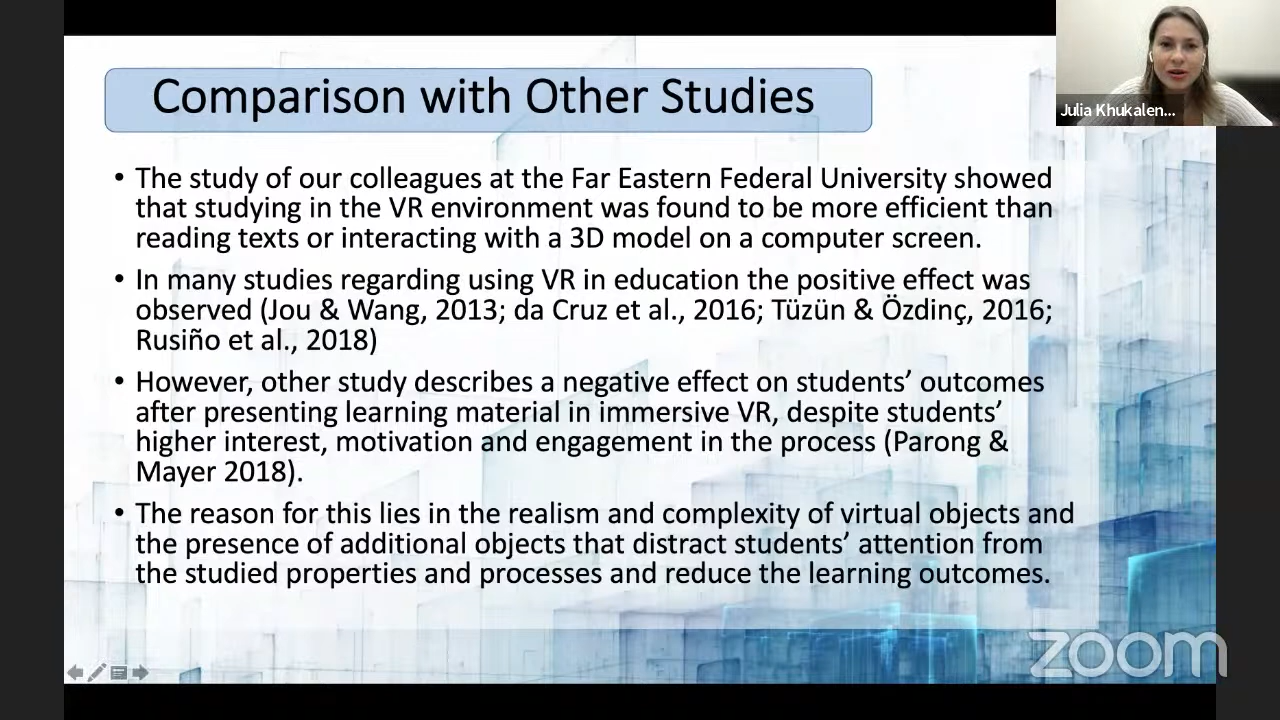 Comparison with Other Studies
Julia Khukalen...
• The study of our colleagues at the Far Eastern Federal University showed
that studying in the VR environment was found to be more efficient than
reading texts or interacting with a 3D model on a computer screen.
• In many studies regarding using VR in education the positive effect was
observed (Jou & Wang, 2013; da Cruz et al., 2016; Tüzün & Özdinç, 2016;
Rusiño et al., 2018)
• However, other study describes a negative effect on students’ outcomes
after presenting learning material in immersive VR, despite students’
higher interest, motivation and engagement in the process (Parong &
Mayer 2018).
• The reason for this lies in the realism and complexity of virtual objects and
the presence of additional objects that distract students’ attention from
the studied properties and processes and reduce the learning outcomes.
zoom